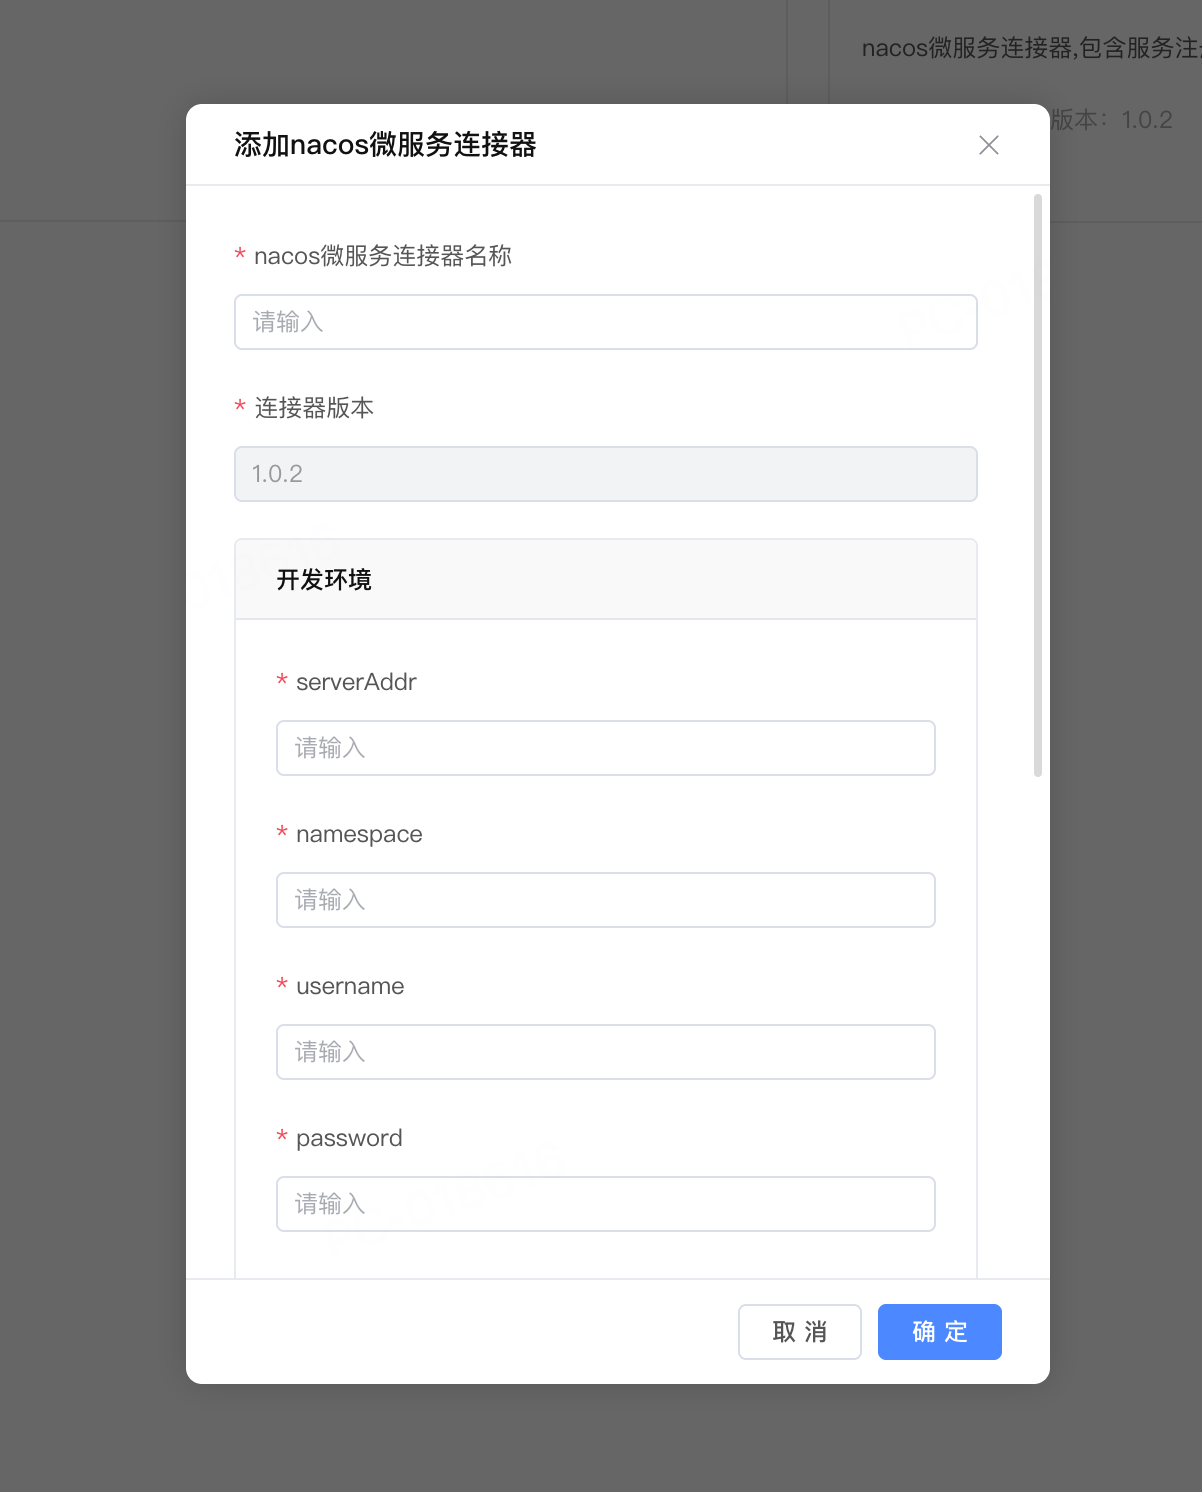 nacos微服务连接器,包含服务注
版本：1.0.2
添加nacos微服务连接器
* nacos微服务连接器名称
请输入
* 连接器版本
1.0.2
开发环境
* serverAddr
请输入
* namespace
请输入
* username
请输入
* password
请输入
取 消
确 定